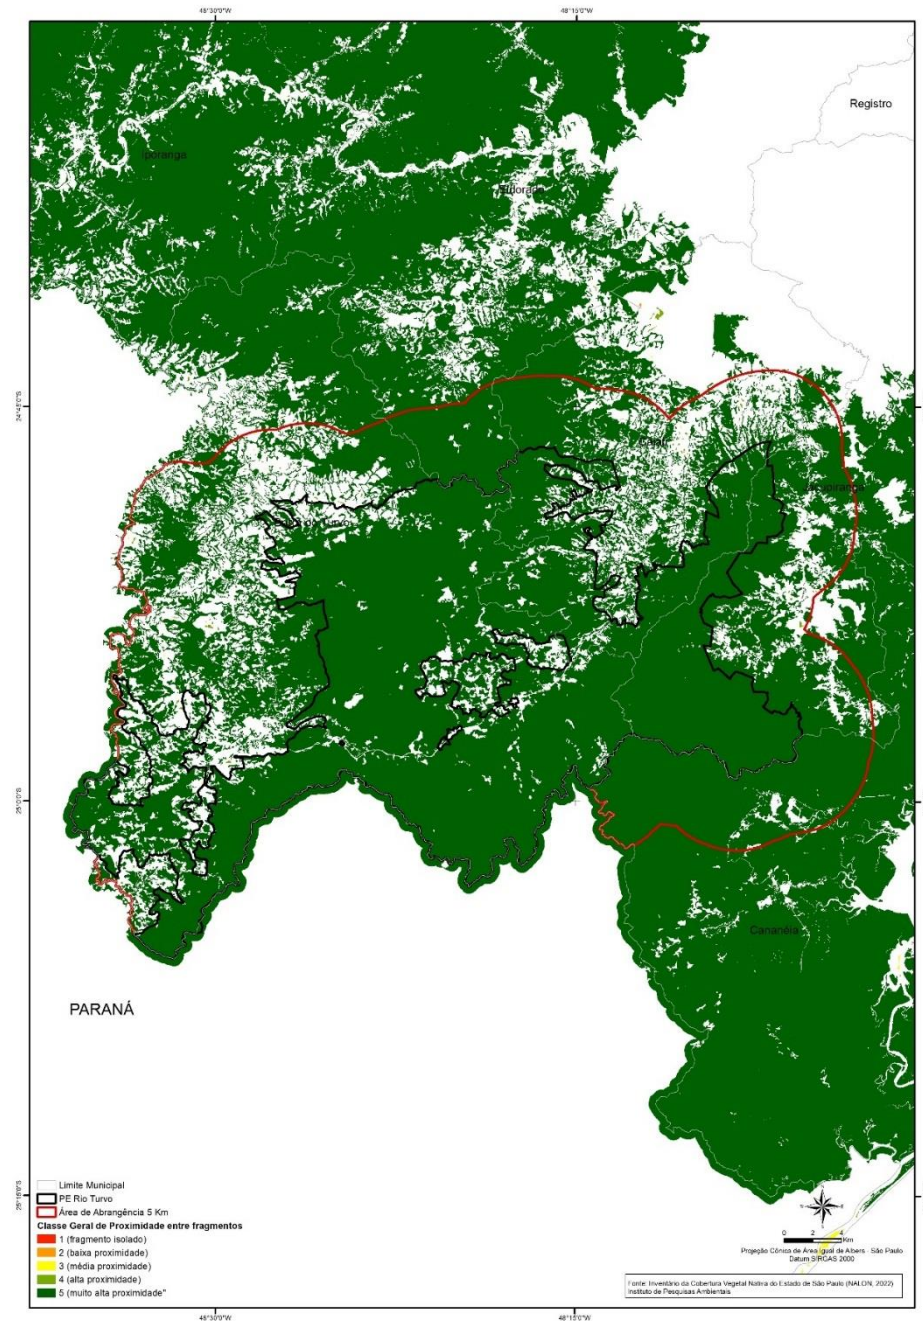 48°30'0"W
48°15'0"W
Registro
Iporanga
Eldorado
24°45'0"S
Cajati
Jacupiranga
25°0'0"S
Cananéia
PARANÁ
25°15'0"S
Limite Municipal
PE Rio Turvo
Área de Abrangência 5 Km
Classe Geral de Proximidade entre fragmentos
1 (fragmento isolado)
2 (baixa proximidade)
3 (média proximidade)
4 (alta proximidade)
5 (muito alta proximidade"
0 2 4
Km
Projeção Cônica de Área Igual de Albers - São Paulo
Datum SIRGAS 2000
Fonte: Inventário da Cobertura Vegetal Nativa do Estado de São Paulo (NALON, 2022)
Instituto de Pesquisas Ambientais
48°30'0"W
48°15'0"W